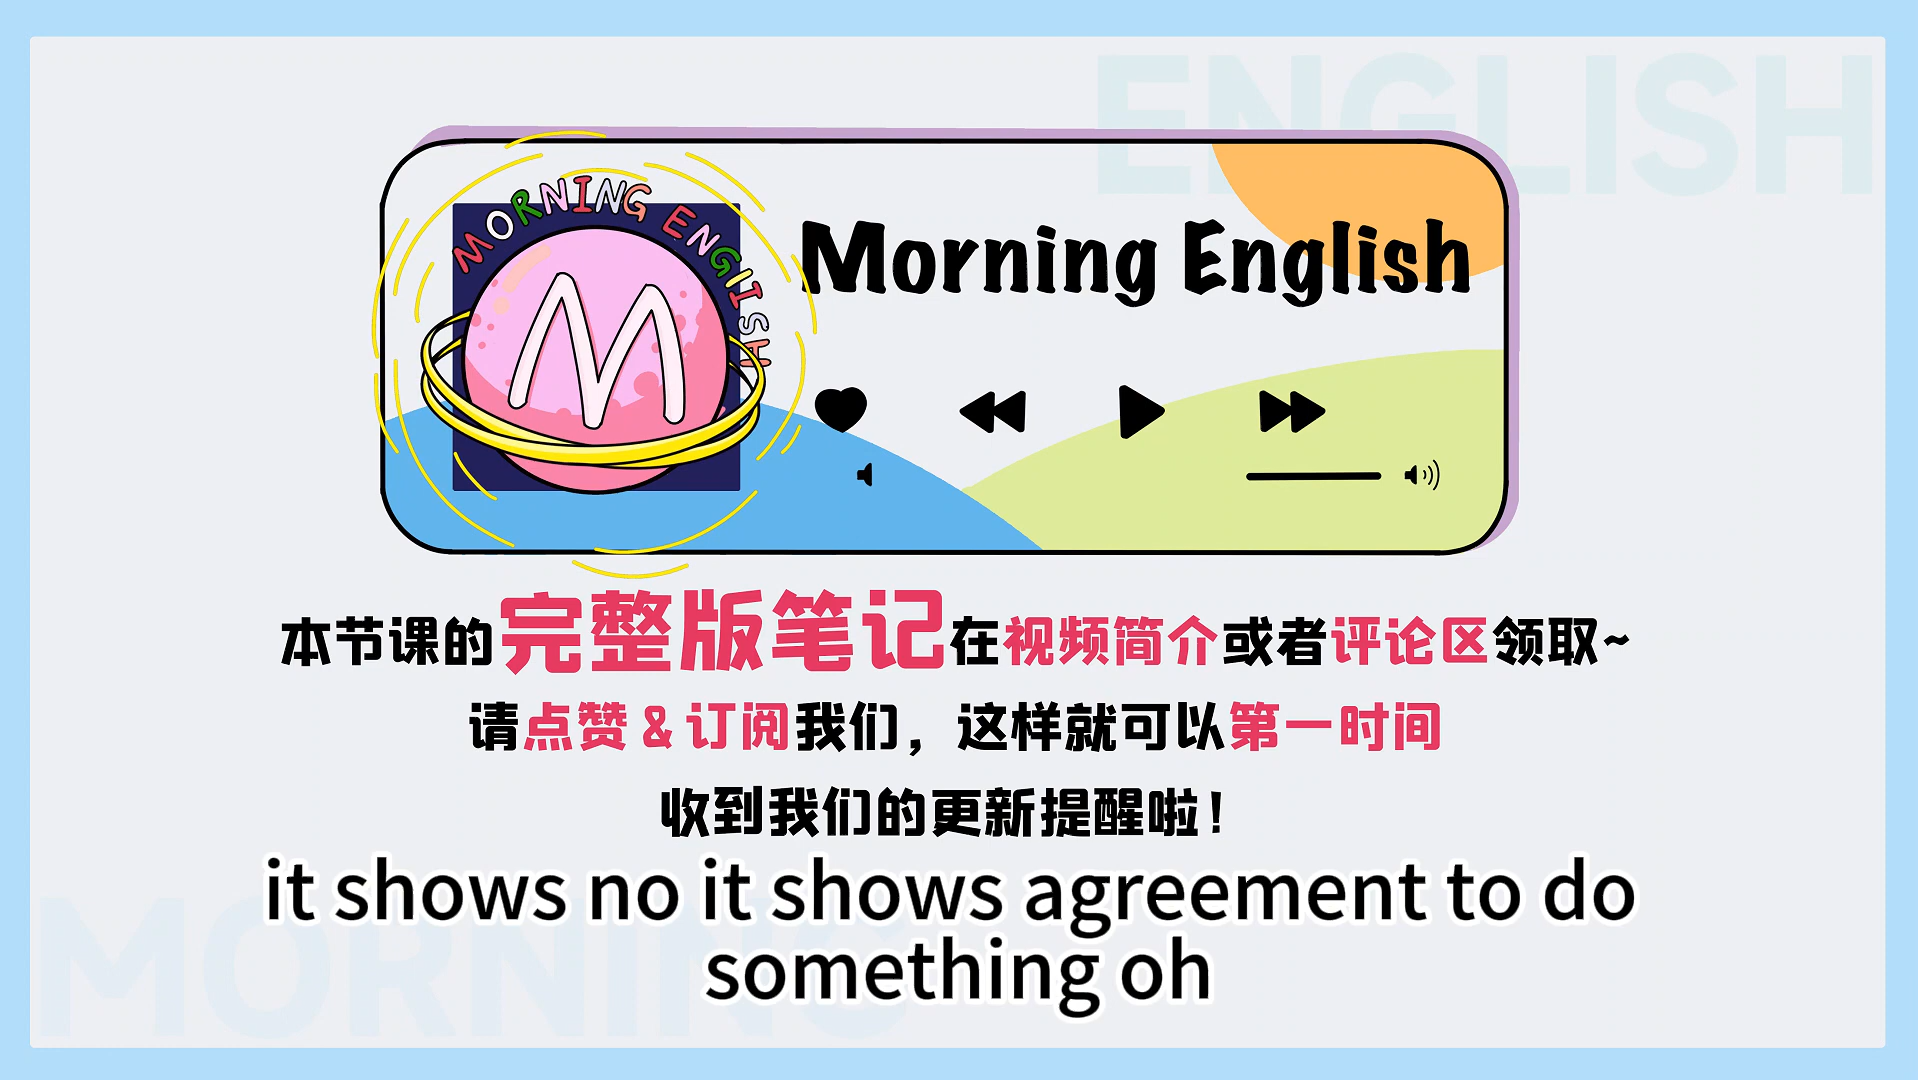 ENGLISH
MORNING ENGLISH
M
Morning English
本节课的完整版笔记在视频简介或者评论区领取~
请点赞&订阅我们，这样就可以第一时间
收到我们的更新提醒啦！
it shows no it shows agreement to do
something oh
MORNING